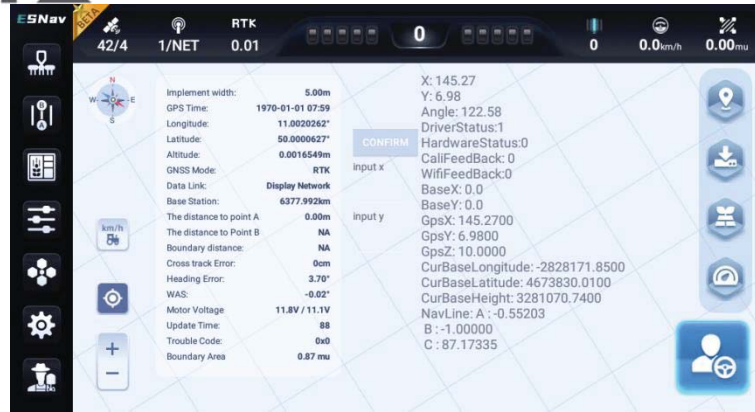 ESNav
BETA
42/4
1/NET
RTK
0.01
0
0
0.0km/h
0.00mu
N
W
E
S
Implement width: 5.00m
GPS Time: 1970-01-01 07:59
Longitude: 11.0020262°
Latitude: 50.0000627°
Altitude: 0.0016549m
GNSS Mode: RTK
Data Link: Display Network
Base Station: 6377.992km
The distance to point A 0.00m
The distance to Point B NA
Boundary distance: NA
Cross track Error: 0cm
Heading Error: 3.70°
WAS: -0.02°
Motor Voltage 11.8V / 11.1V
Update Time: 88
Trouble Code: 0x0
Boundary Area 0.87 mu
km/h
+
−
CONFIRM
input x
input y
X: 145.27
Y: 6.98
Angle: 122.58
DriverStatus:1
HardwareStatus:0
CaliFeedBack: 0
WifiFeedBack:0
BaseX: 0.0
BaseY: 0.0
GpsX: 145.2700
GpsY: 6.9800
GpsZ: 10.0000
CurBaseLongitude: -2828171.8500
CurBaseLatitude: 4673830.0100
CurBaseHeight: 3281070.7400
NavLine: A : -0.55203
B : -1.00000
C : 87.17335